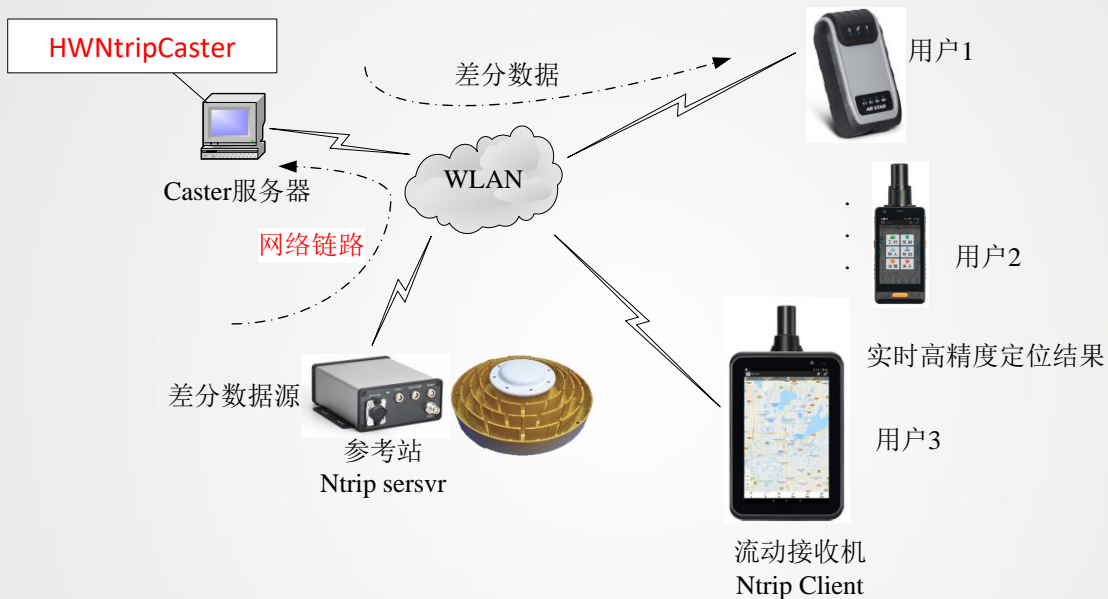 HWNtripCaster
差分数据
用户1
Caster服务器
WLAN
网络链路
用户2
实时高精度定位结果
差分数据源
用户3
参考站
Ntrip sersvr
流动接收机
Ntrip Client